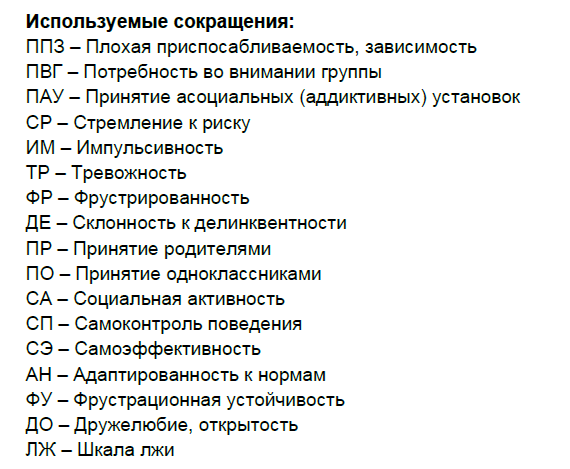 Используемые сокращения:
ППЗ – Плохая приспосабливаемость, зависимость
ПВГ – Потребность во внимании группы
ПАУ – Принятие асоциальных (аддиктивных) установок
СР – Стремление к риску
ИМ – Импульсивность
ТР – Тревожность
ФР – Фрустрированность
ДЕ – Склонность к делинквентности
ПР – Принятие родителями
ПО – Принятие одноклассниками
СА – Социальная активность
СП – Самоконтроль поведения
СЭ – Самоэффективность
АН – Адаптированность к нормам
ФУ – Фрустрационная устойчивость
ДО – Дружелюбие, открытость
ЛЖ – Шкала лжи